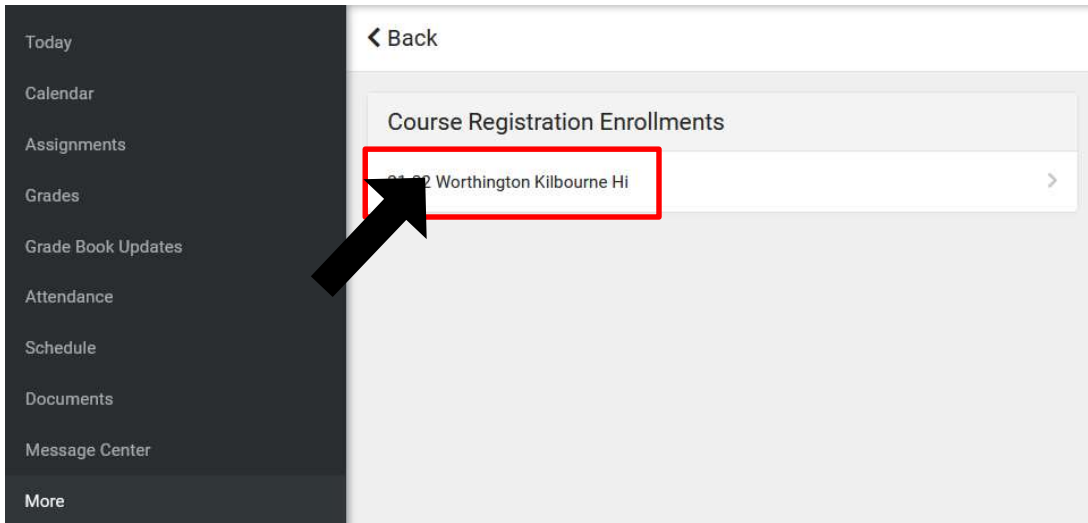 Today
Calendar
Assignments
Grades
Grade Book Updates
Attendance
Schedule
Documents
Message Center
More
Back
Course Registration Enrollments
Worthington Kilbourne Hi